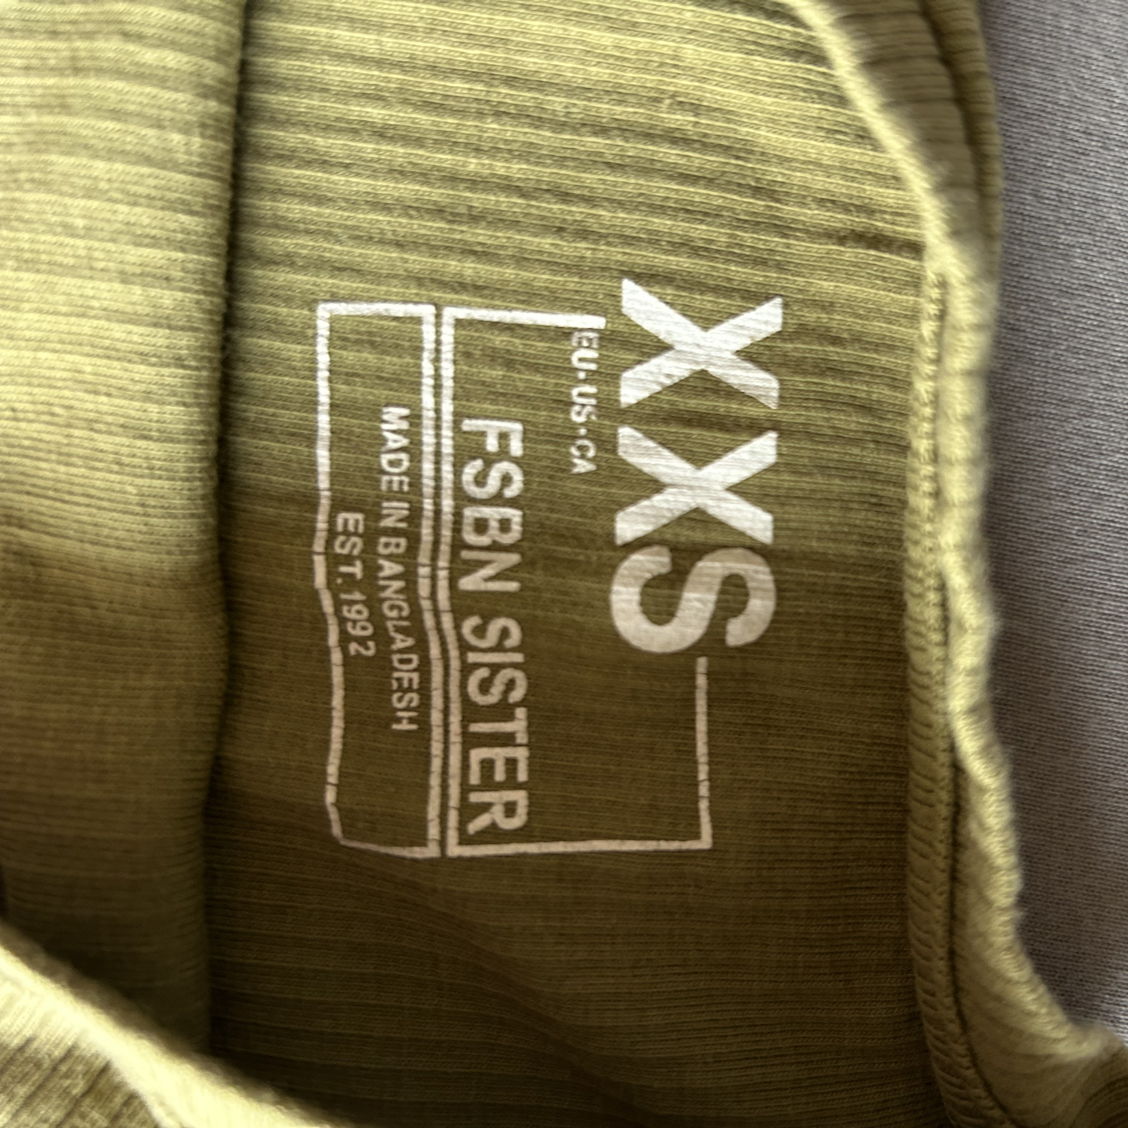 XXS
EU·US·CA
FSBN SISTER
MADE IN BANGLADESH
EST.1992